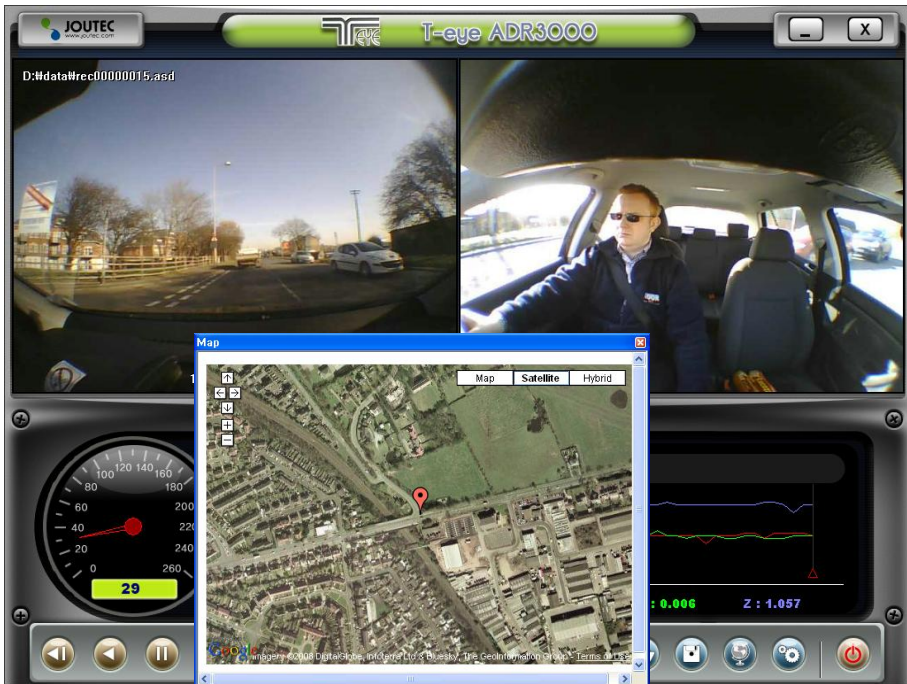 JOUTEC
www.joutec.com
T EYE
T-eye ADR3000
_ X
D:₩data₩rec00000015.asd
1
Map
Map Satellite Hybrid
0 20 40 60 80 100 120 140 160 180 200 220 240 260
29
: 0.006 Z : 1.057
Google
Imagery ©2008 DigitalGlobe, Infoterra Ltd & Bluesky, The GeoInformation Group - Terms of Use